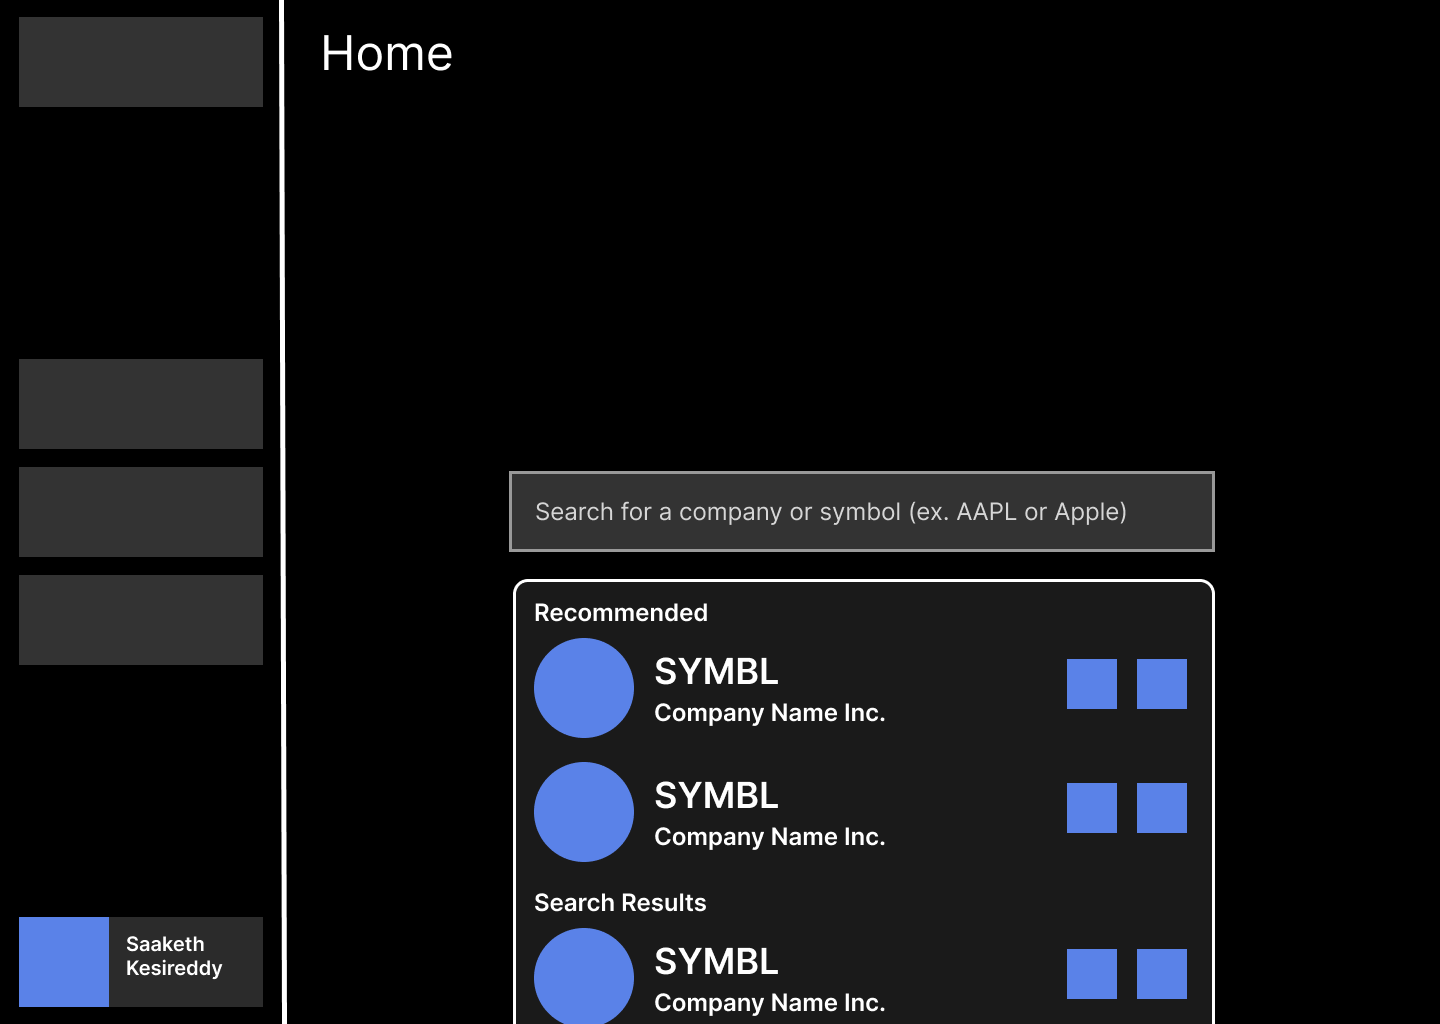 Home
Search for a company or symbol (ex. AAPL or Apple)
Recommended
SYMBL
Company Name Inc.
SYMBL
Company Name Inc.
Search Results
SYMBL
Company Name Inc.
Saaketh
Kesireddy